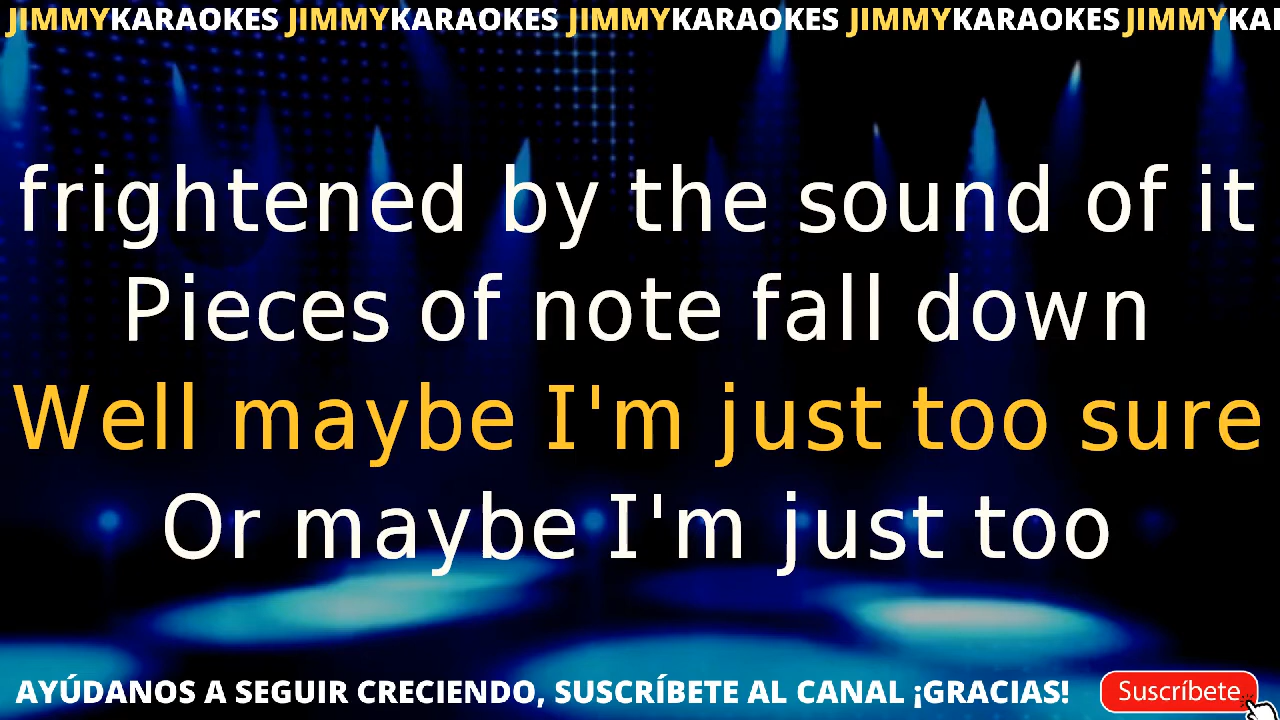 JIMMYKARAOKES JIMMYKARAOKES JIMMYKARAOKES JIMMYKARAOKES JIMMYKA
frightened by the sound of it
Pieces of note fall down
Well maybe I'm just too sure
Or maybe I'm just too
AYÚDANOS A SEGUIR CRECIENDO, SUSCRÍBETE AL CANAL ¡GRACIAS! Suscríbete